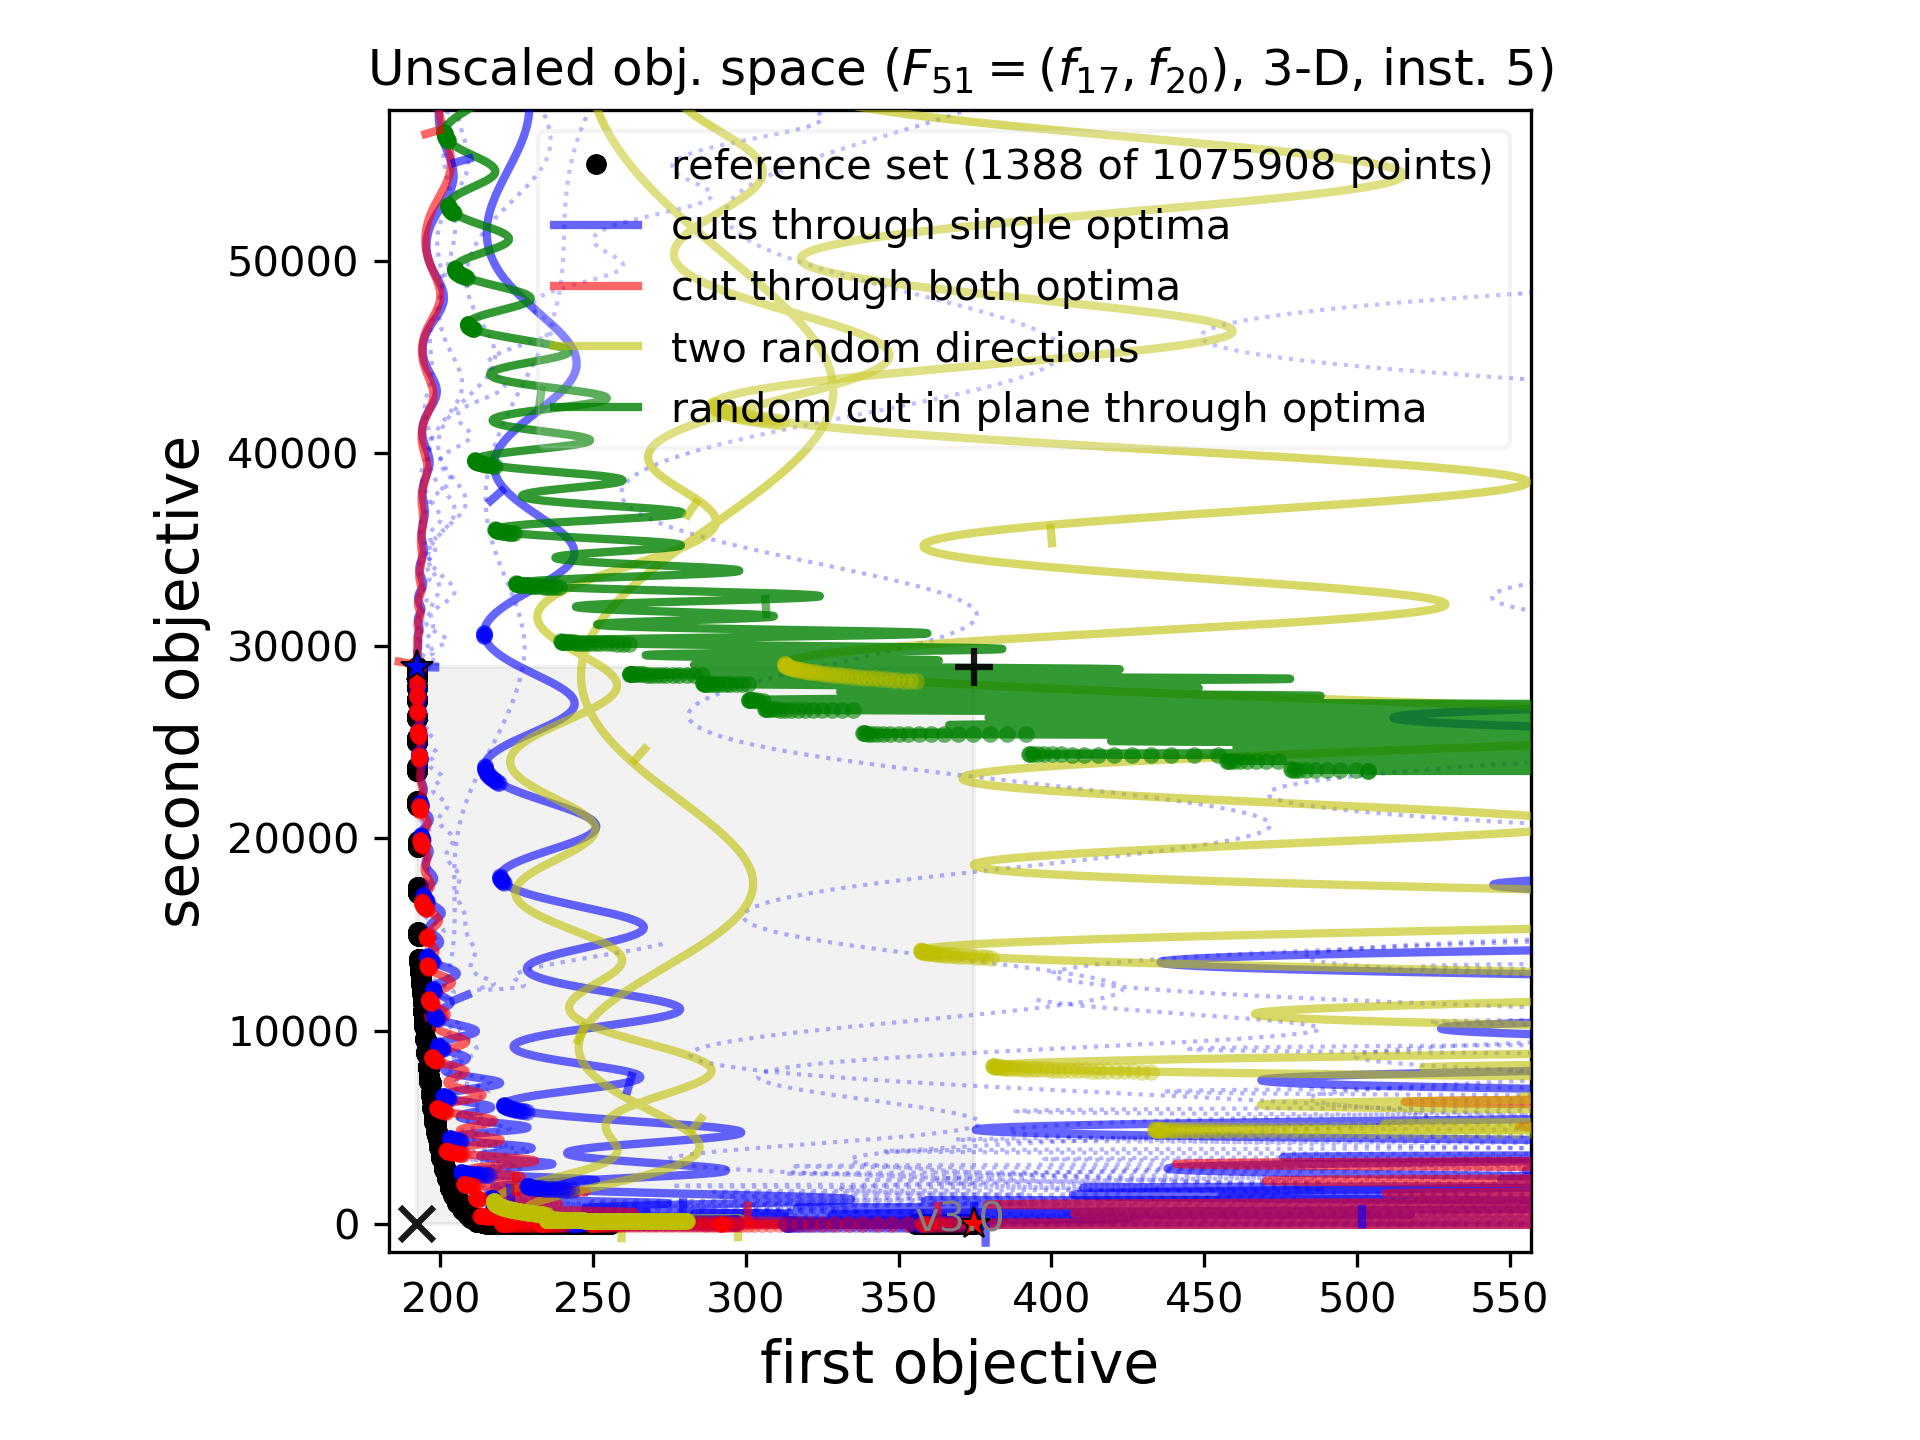 Unscaled obj. space (F₅₁ = (f₁₇, f₂₀), 3-D, inst. 5)
reference set (1388 of 1075908 points)
cuts through single optima
cut through both optima
two random directions
random cut in plane through optima
50000
40000
30000
20000
10000
0
second objective
v3.0
200 250 300 350 400 450 500 550
first objective